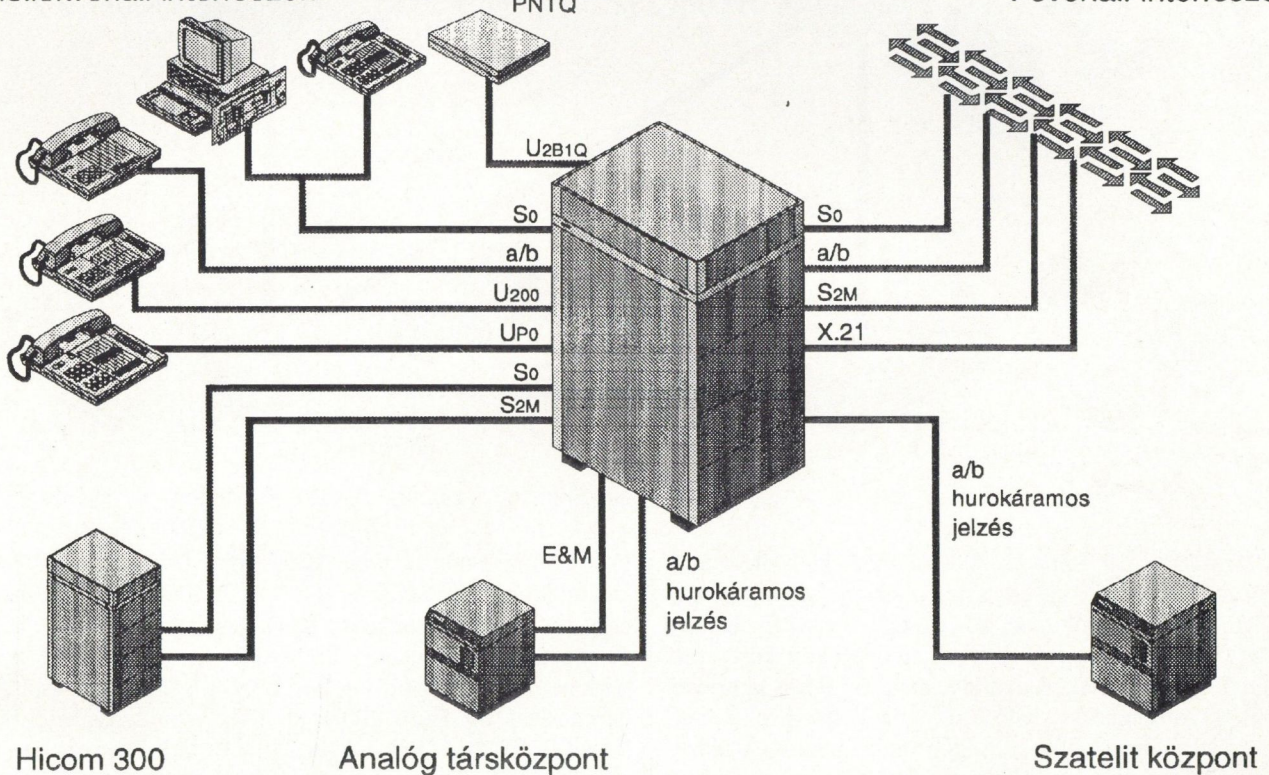 PNTQ
U2B1Q
S0
a/b
U200
UP0
S0
S2M
S0
a/b
S2M
X.21
E&M
a/b
hurokáramos
jelzés
a/b
hurokáramos
jelzés
Hicom 300
Analóg társközpont
Szatelit központ